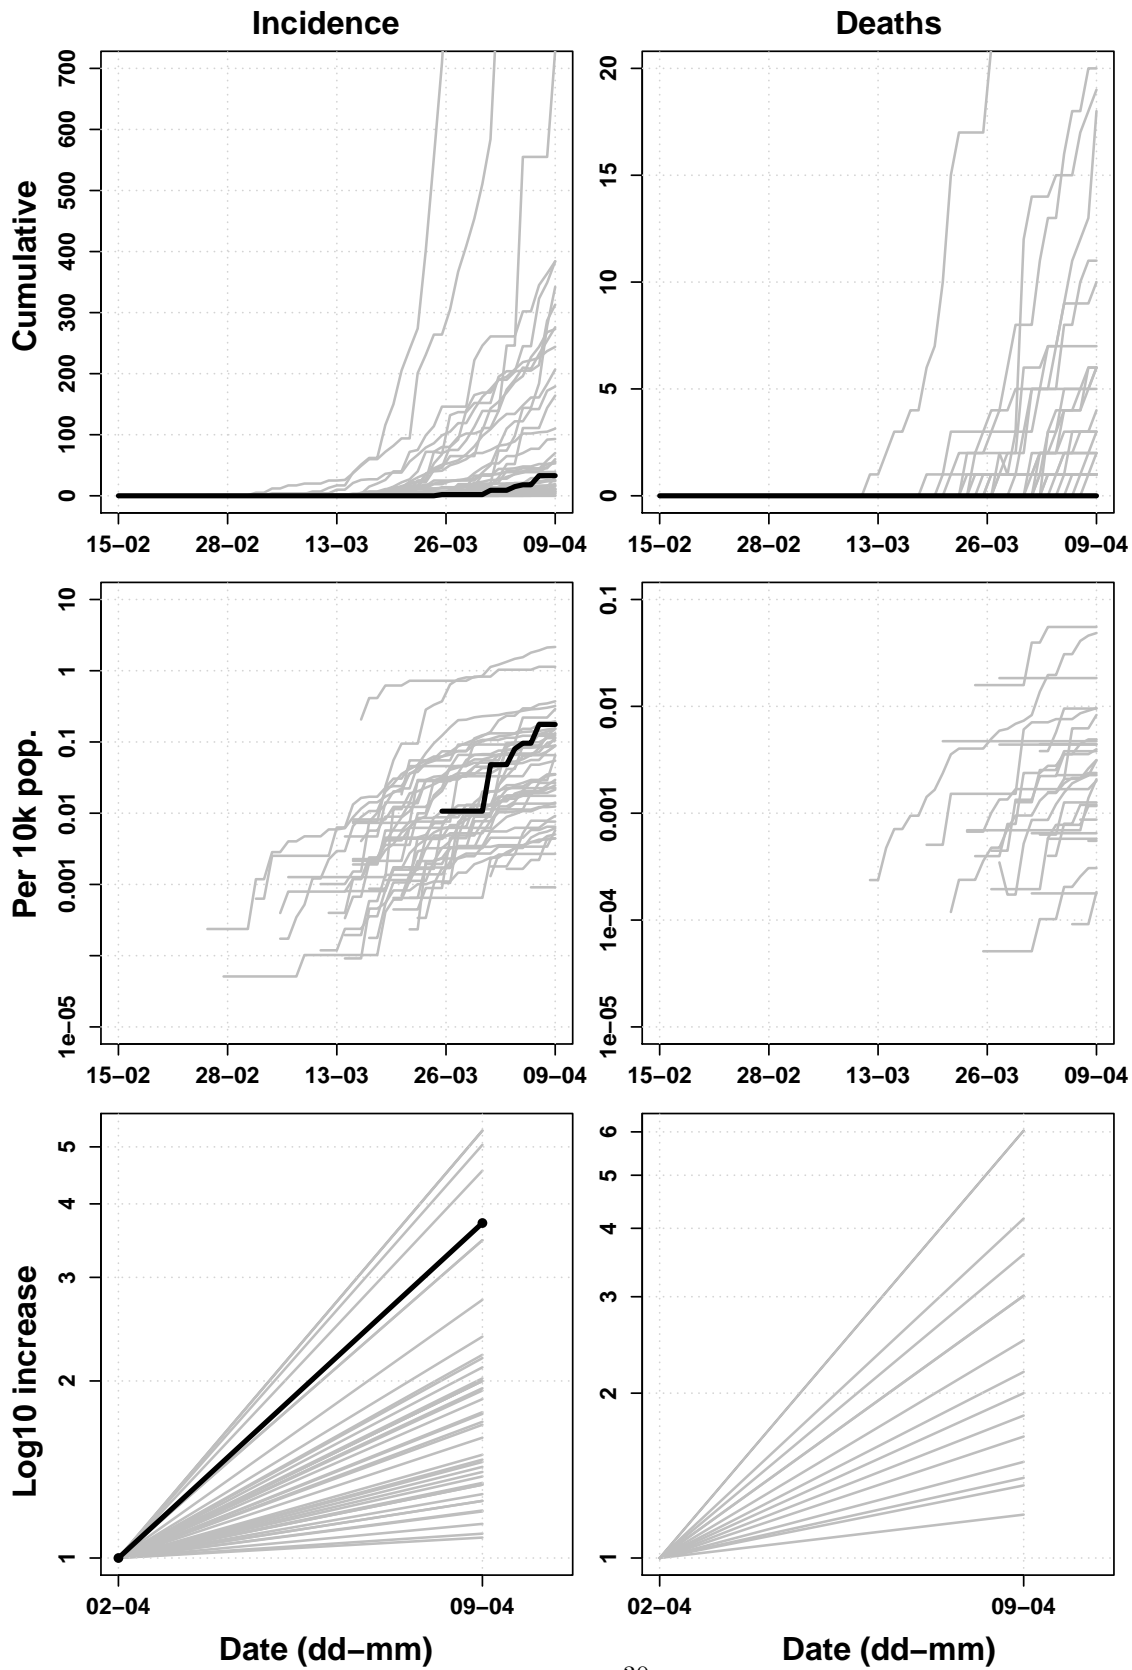 Incidence
Deaths
Cumulative
0 100 200 300 400 500 600 700
15−02 28−02 13−03 26−03 09−04
0 5 10 15 20
15−02 28−02 13−03 26−03 09−04
Per 10k pop.
1e−05 0.001 0.01 0.1 1 10
15−02 28−02 13−03 26−03 09−04
1e−05 1e−04 0.001 0.01 0.1
15−02 28−02 13−03 26−03 09−04
Log10 increase
1 2 3 4 5
02−04 09−04
Date (dd−mm)
1 2 3 4 5 6
02−04 09−04
Date (dd−mm)